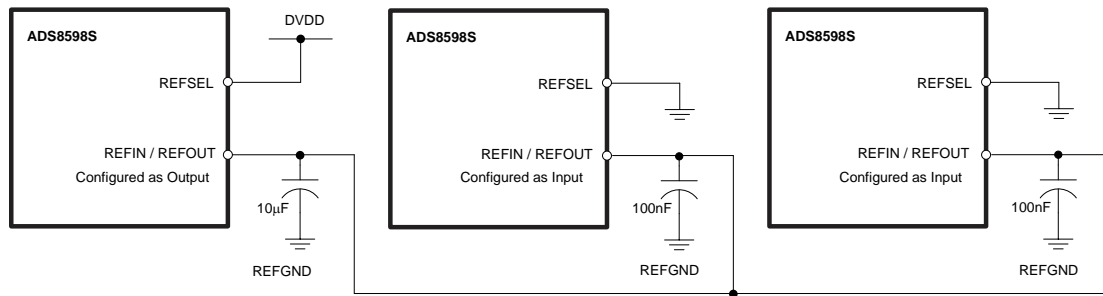 ADS8598S
DVDD
REFSEL
REFIN / REFOUT
Configured as Output
10μF
REFGND
ADS8598S
REFSEL
REFIN / REFOUT
Configured as Input
100nF
REFGND
ADS8598S
REFSEL
REFIN / REFOUT
Configured as Input
100nF
REFGND